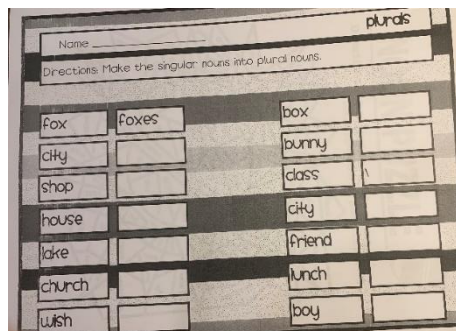 plurals
Name
Directions: Make the singular nouns into plural nouns.
fox foxes box
city bunny
shop class
house city
lake friend
church lunch
wish boy